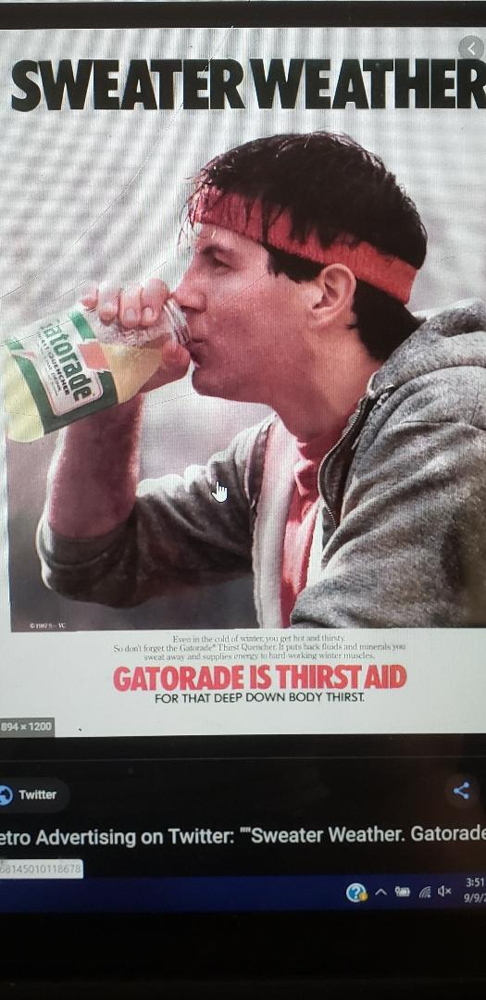 SWEATER WEATHER
Gatorade
THIRST QUENCHER
Even in the cold of winter, you get hot and thirsty.
So don't forget the Gatorade® Thirst Quencher. It puts back fluids and minerals you
sweat away and supplies energy to hard-working winter muscles.
GATORADE IS THIRST AID
FOR THAT DEEP DOWN BODY THIRST.
894 × 1200
Twitter
etro Advertising on Twitter: ""Sweater Weather. Gatorade
68145010118678
3:51
9/9/2